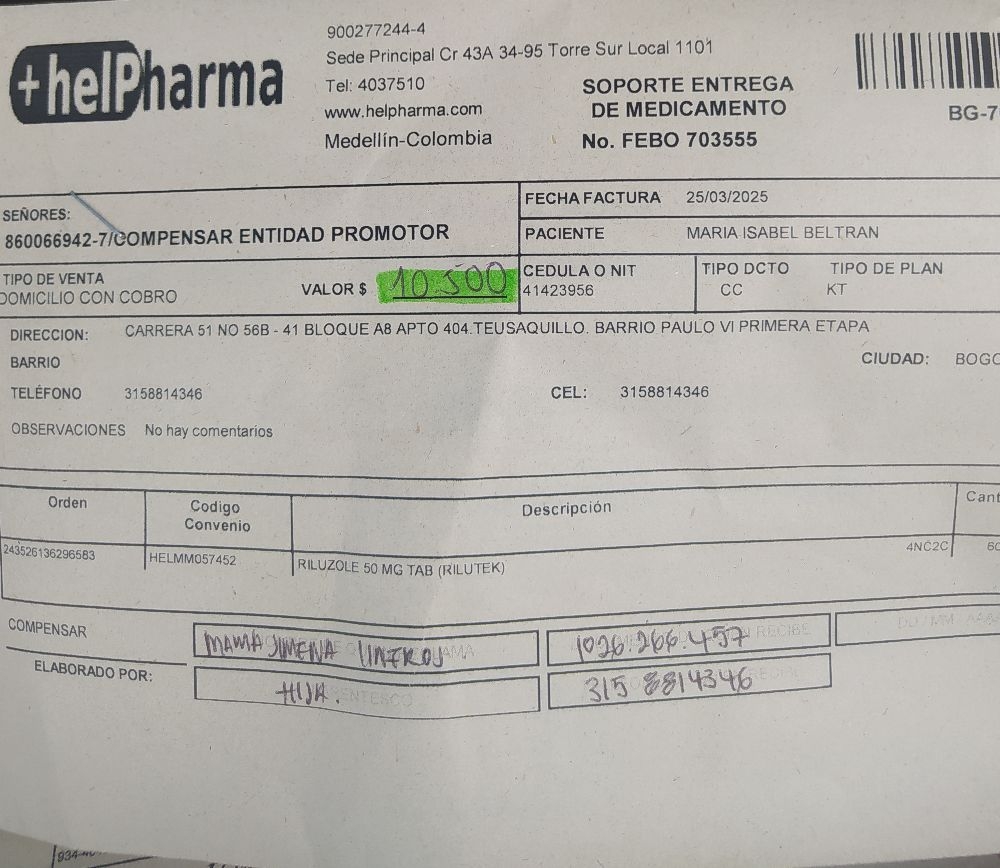 +helPharma
900277244-4
Sede Principal Cr 43A 34-95 Torre Sur Local 1101
Tel: 4037510
www.helpharma.com
Medellín-Colombia
SOPORTE ENTREGA
DE MEDICAMENTO
No. FEBO 703555
BG-7
SEÑORES:
860066942-7/COMPENSAR ENTIDAD PROMOTOR
FECHA FACTURA 25/03/2025
PACIENTE MARIA ISABEL BELTRAN
TIPO DE VENTA
DOMICILIO CON COBRO
VALOR $ 10.500
CEDULA O NIT
41423956
TIPO DCTO
CC
TIPO DE PLAN
KT
DIRECCION: CARRERA 51 NO 56B - 41 BLOQUE A8 APTO 404.TEUSAQUILLO. BARRIO PAULO VI PRIMERA ETAPA
BARRIO CIUDAD: BOGO
TELÉFONO 3158814346 CEL: 3158814346
OBSERVACIONES No hay comentarios
Orden Codigo Convenio Descripción Cant
243526136296583 HELMM057452 RILUZOLE 50 MG TAB (RILUTEK) 4NC2C 60
COMPENSAR
ELABORADO POR:
1026.266.457
RECIBE
HIJA.
315 8814346